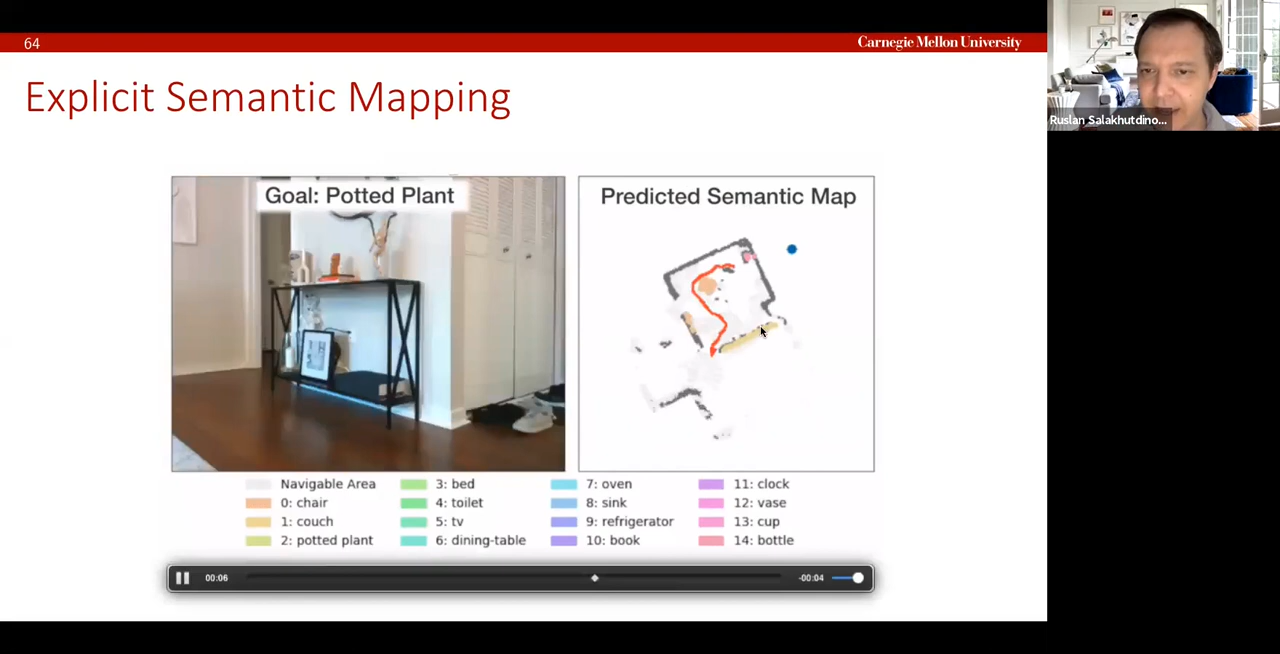 64
Carnegie Mellon University
Ruslan Salakhutdino...
Explicit Semantic Mapping
Goal: Potted Plant
Predicted Semantic Map
Navigable Area
0: chair
1: couch
2: potted plant
3: bed
4: toilet
5: tv
6: dining-table
7: oven
8: sink
9: refrigerator
10: book
11: clock
12: vase
13: cup
14: bottle
00:06
-00:04